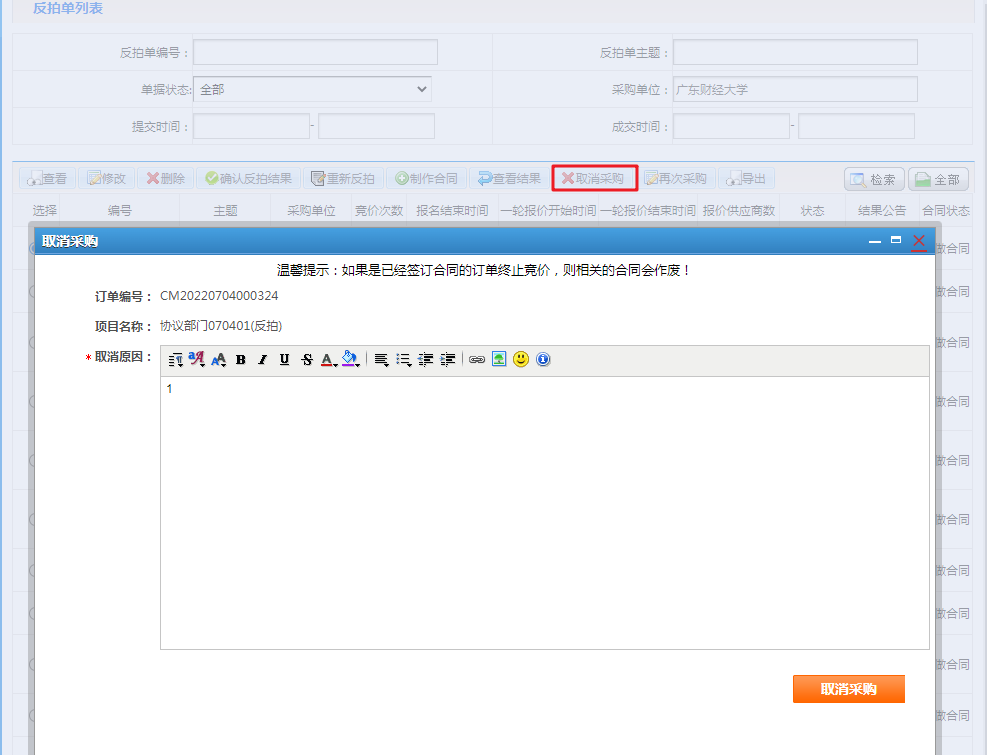 反拍单列表
反拍单编号： 反拍单主题：
单据状态: 全部 采购单位： 广东财经大学
提交时间： - 成交时间： -
查看 修改 删除 确认反拍结果 重新反拍 制作合同 查看结果 取消采购 再次采购 导出 检索 全部
选择 编号 主题 采购单位 竞价次数 报名结束时间 一轮报价开始时间 一轮报价结束时间 报价供应商数 状态 结果公告 合同状态
取消采购
做合同
温馨提示：如果是已经签订合同的订单终止竞价，则相关的合同会作废！
订单编号： CM20220704000324
做合同
项目名称： 协议部门070401(反拍)
做合同
*取消原因：
1
做合同
做合同
做合同
做合同
做合同
做合同
取消采购
做合同